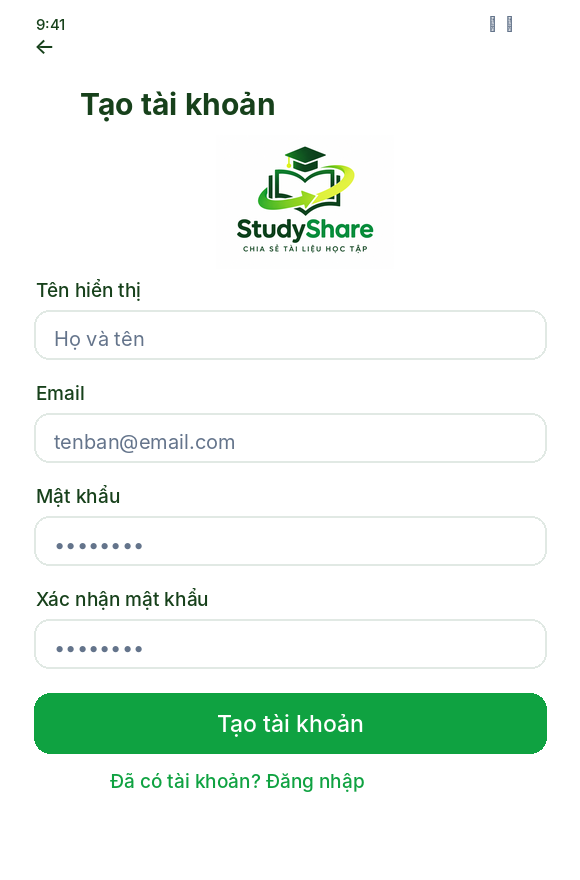 9:41
←
Tạo tài khoản
StudyShare
CHIA SẺ TÀI LIỆU HỌC TẬP
Tên hiển thị
Họ và tên
Email
tenban@email.com
Mật khẩu
••••••••
Xác nhận mật khẩu
••••••••
Tạo tài khoản
Đã có tài khoản? Đăng nhập